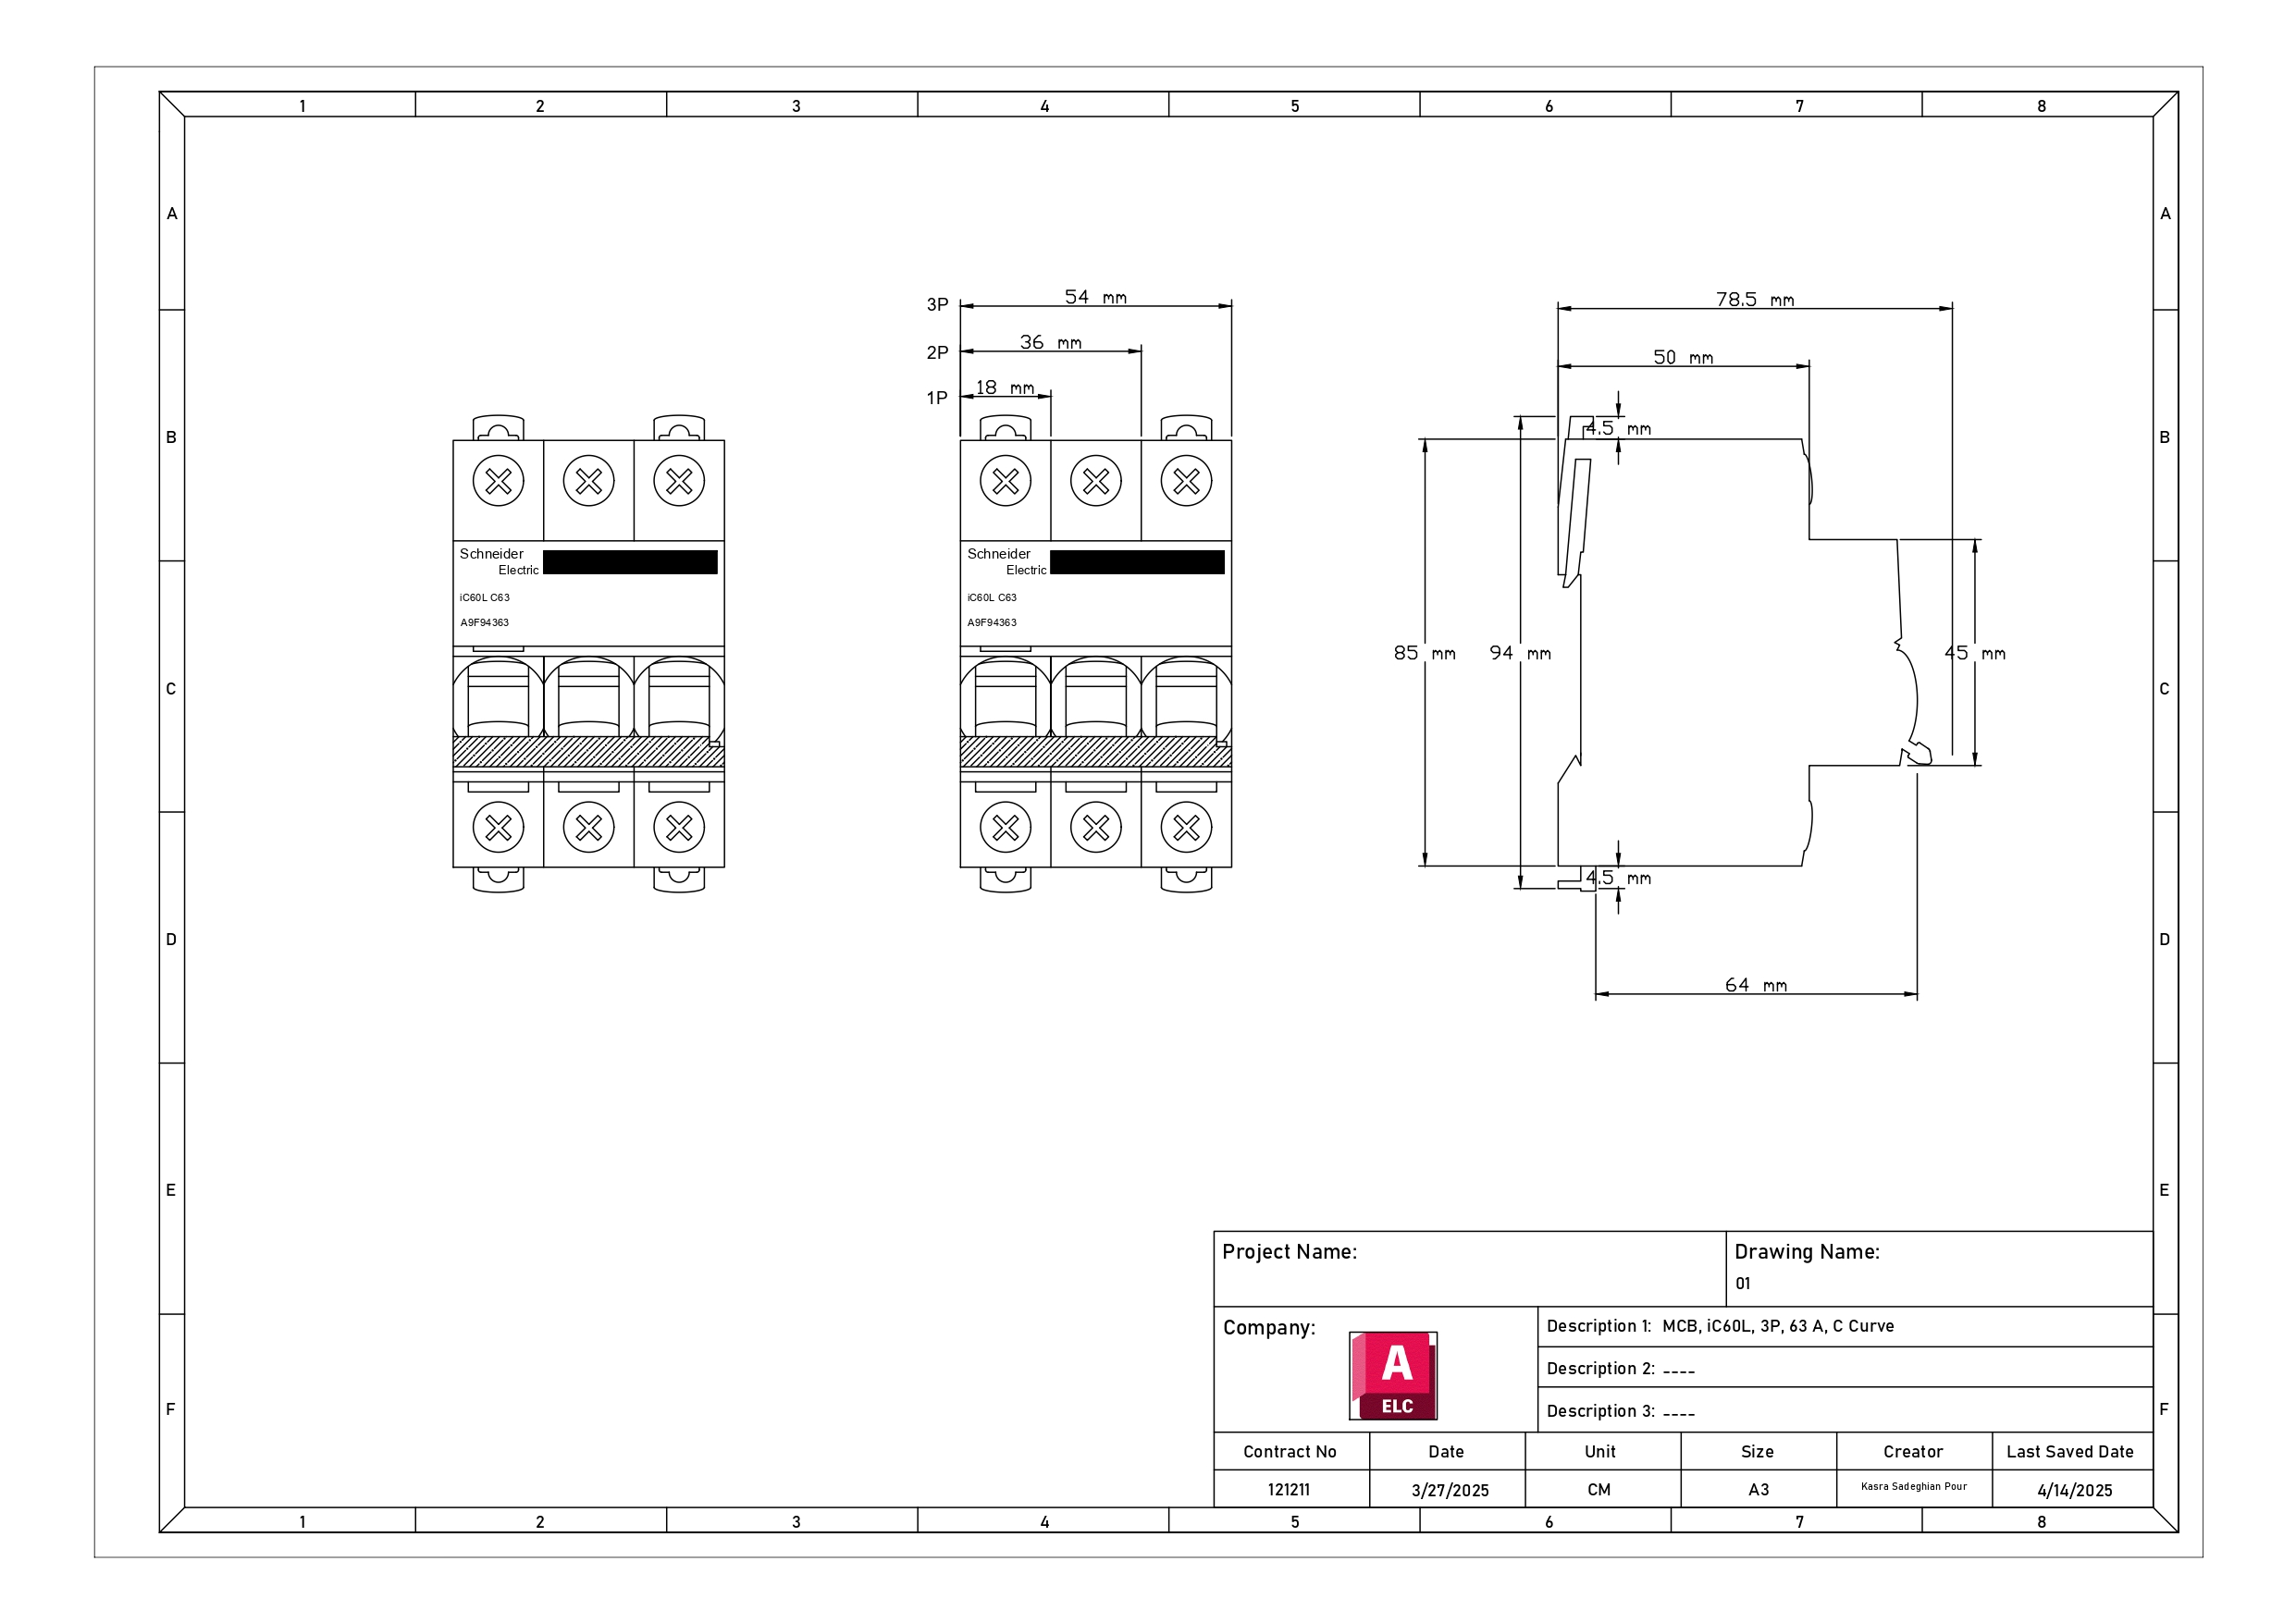 1 2 3 4 5 6 7 8
A A
B B
C C
D D
E E
F F
3P 54 mm
2P 36 mm
1P 18 mm
78.5 mm
50 mm
4.5 mm
85 mm 94 mm 45 mm
4.5 mm
64 mm
Schneider
Electric
iC60L C63
A9F94363
Schneider
Electric
iC60L C63
A9F94363
Project Name:
Drawing Name:
01
Company:
A
ELC
Description 1: MCB, iC60L, 3P, 63 A, C Curve
Description 2: ----
Description 3: ----
Contract No Date Unit Size Creator Last Saved Date
121211 3/27/2025 CM A3 Kasra Sadeghian Pour 4/14/2025
1 2 3 4 5 6 7 8